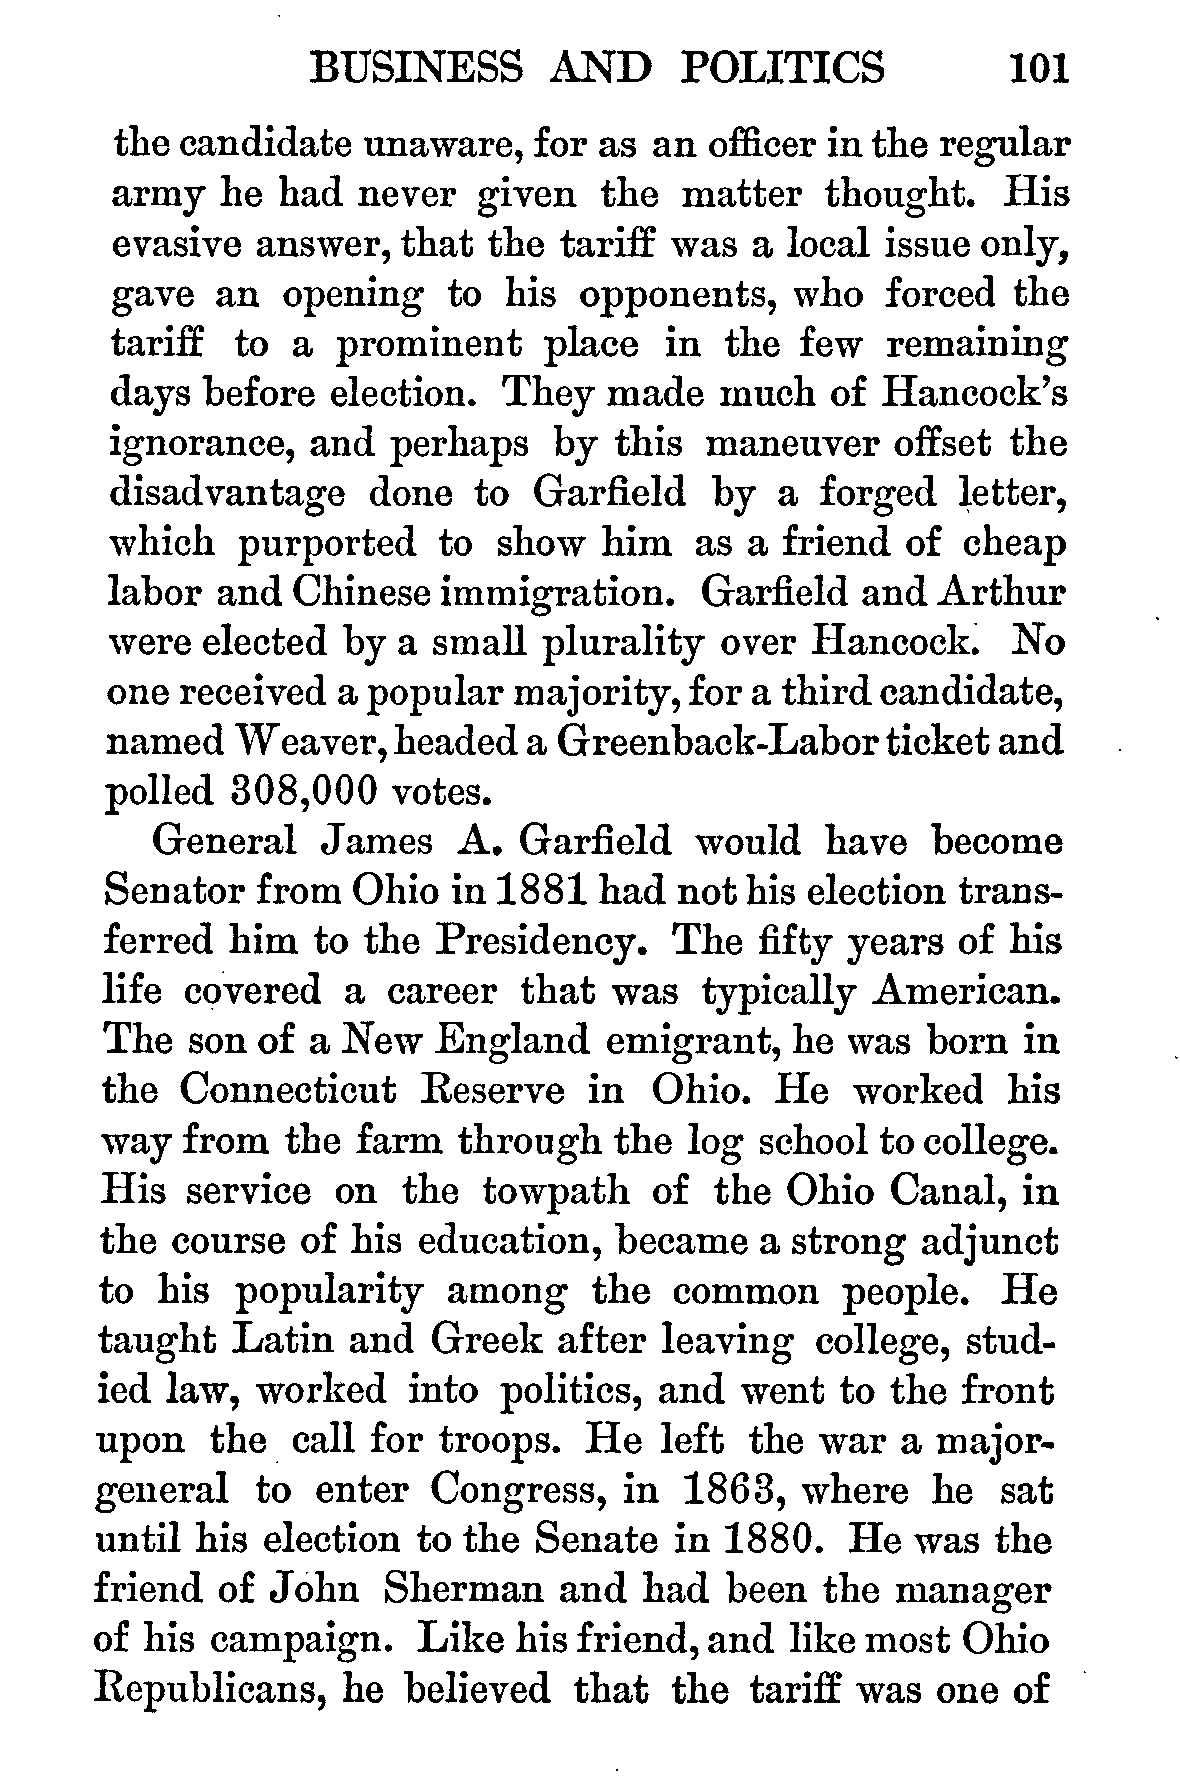 BUSINESS AND POLITICS 101
the candidate unaware, for as an officer in the regular
army he had never given the matter thought. His
evasive answer, that the tariff was a local issue only,
gave an opening to his opponents, who forced the
tariff to a prominent place in the few remaining
days before election. They made much of Hancock's
ignorance, and perhaps by this maneuver offset the
disadvantage done to Garfield by a forged letter,
which purported to show him as a friend of cheap
labor and Chinese immigration. Garfield and Arthur
were elected by a small plurality over Hancock. No
one received a popular majority, for a third candidate,
named Weaver, headed a Greenback-Labor ticket and
polled 308,000 votes.
General James A. Garfield would have become
Senator from Ohio in 1881 had not his election trans-
ferred him to the Presidency. The fifty years of his
life covered a career that was typically American.
The son of a New England emigrant, he was born in
the Connecticut Reserve in Ohio. He worked his
way from the farm through the log school to college.
His service on the towpath of the Ohio Canal, in
the course of his education, became a strong adjunct
to his popularity among the common people. He
taught Latin and Greek after leaving college, stud-
ied law, worked into politics, and went to the front
upon the call for troops. He left the war a major-
general to enter Congress, in 1863, where he sat
until his election to the Senate in 1880. He was the
friend of John Sherman and had been the manager
of his campaign. Like his friend, and like most Ohio
Republicans, he believed that the tariff was one of